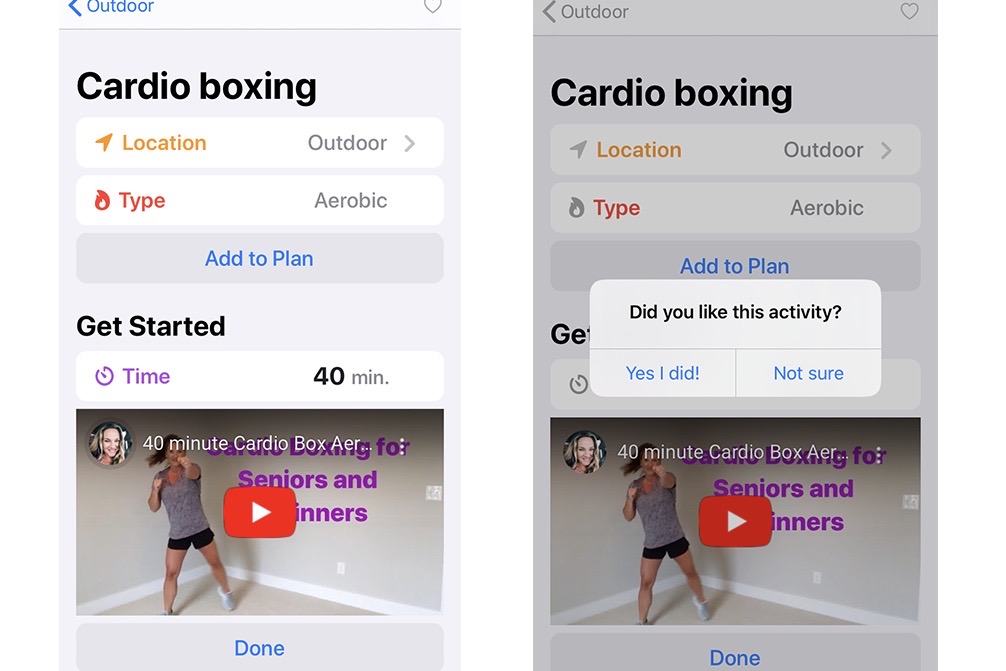 Outdoor
Cardio boxing
Location Outdoor
Type Aerobic
Add to Plan
Get Started
Time 40 min.
40 minute Cardio Box Aer...
Cardio Boxing for
Seniors and
inners
Done
Outdoor
Cardio boxing
Location Outdoor
Type Aerobic
Add to Plan
Did you like this activity?
Ge
Yes I did! Not sure
40 minute Cardio Box Aer...
Cardio Boxing for
Seniors and
inners
Done